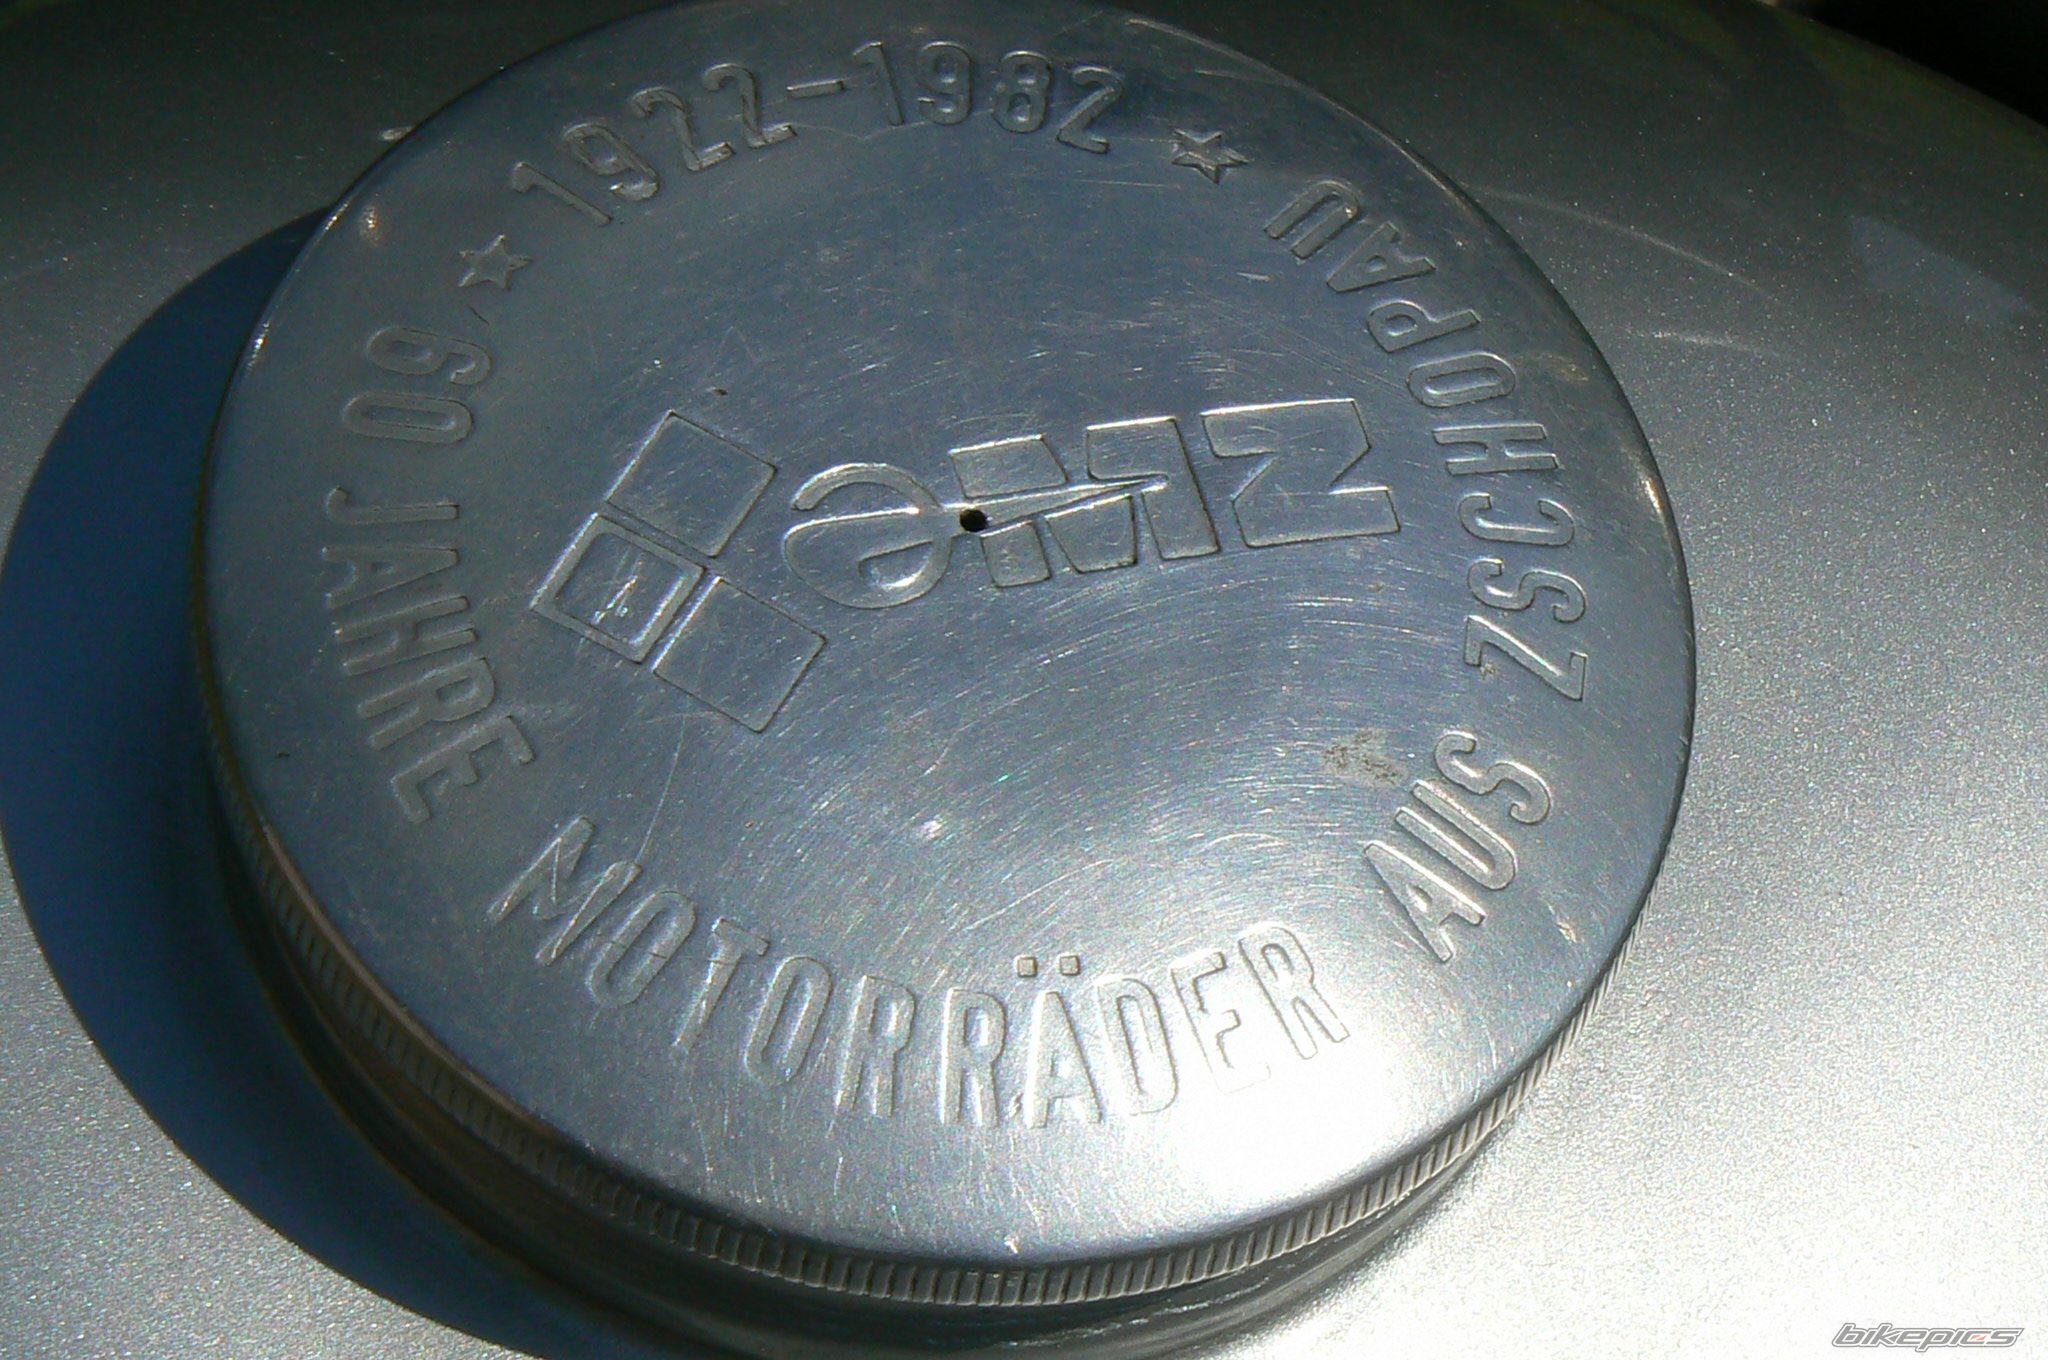 1922-1982
60 JAHRE MOTORRÄDER AUS ZSCHOPAU
MZ
bikepics